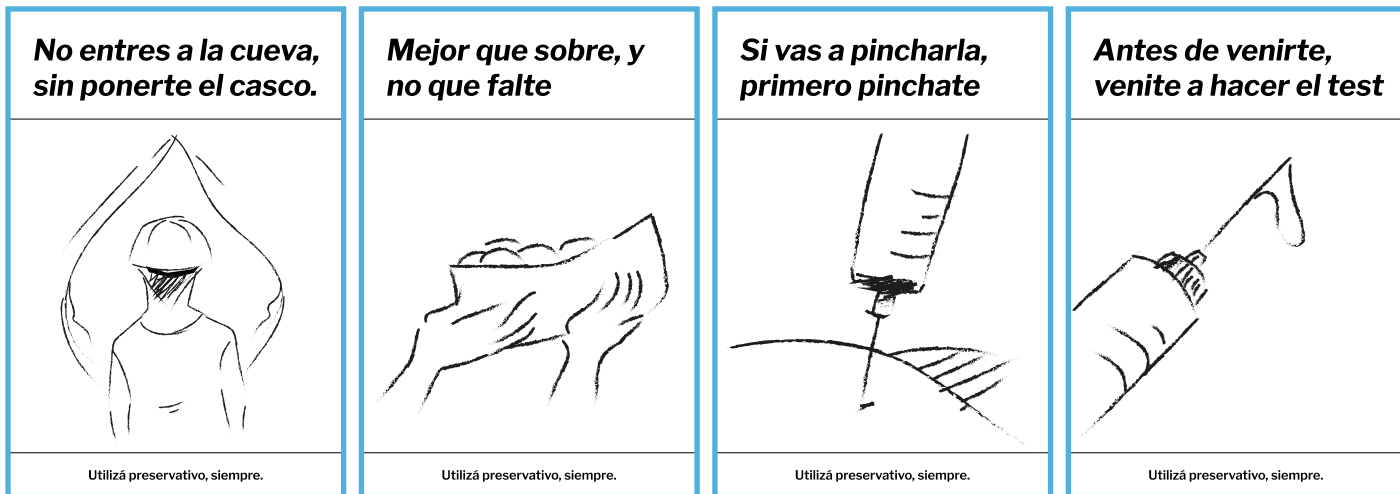 No entres a la cueva,
sin ponerte el casco.
Utilizá preservativo, siempre.
Mejor que sobre, y
no que falte
Utilizá preservativo, siempre.
Si vas a pincharla,
primero pinchate
Utilizá preservativo, siempre.
Antes de venirte,
venite a hacer el test
Utilizá preservativo, siempre.